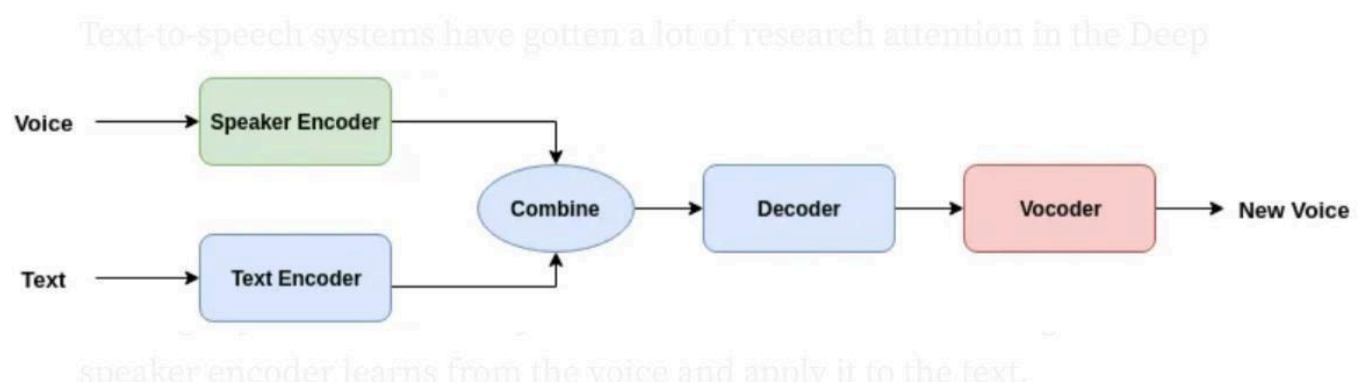 Text-to-speech systems have gotten a lot of research attention in the Deep
Voice
Speaker Encoder
Combine
Decoder
Vocoder
New Voice
Text
Text Encoder
speaker encoder learns from the voice and apply it to the text.